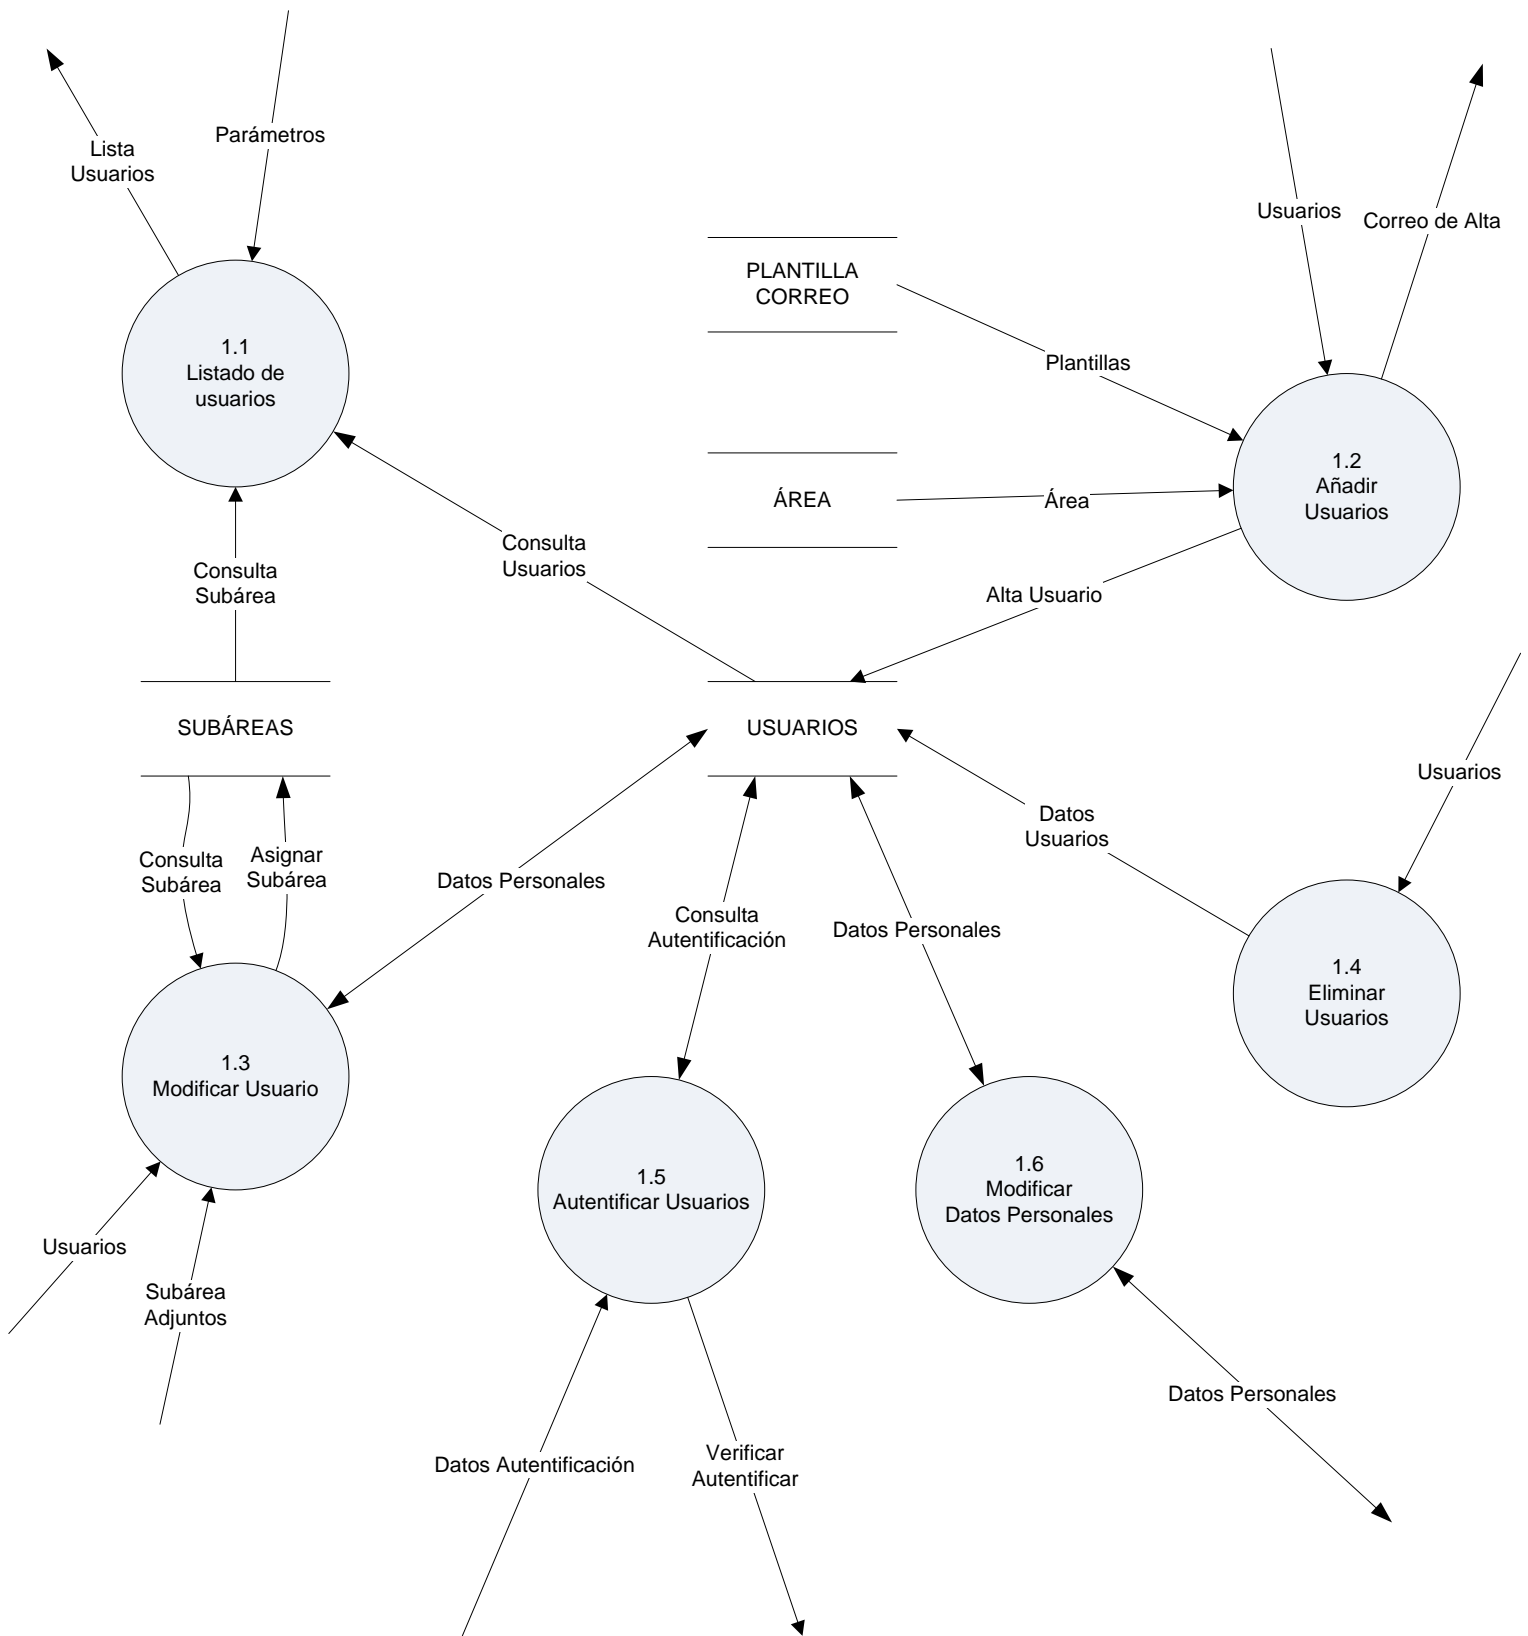 Parámetros
Lista
Usuarios
Usuarios
Correo de Alta
PLANTILLA
CORREO
1.1
Listado de
usuarios
Plantillas
1.2
Añadir
Usuarios
ÁREA
Área
Consulta
Usuarios
Consulta
Subárea
Alta Usuario
SUBÁREAS
USUARIOS
Usuarios
Datos
Usuarios
Consulta
Subárea
Asignar
Subárea
Datos Personales
Consulta
Autentificación
Datos Personales
1.4
Eliminar
Usuarios
1.3
Modificar Usuario
1.5
Autentificar Usuarios
1.6
Modificar
Datos Personales
Usuarios
Subárea
Adjuntos
Datos Personales
Datos Autentificación
Verificar
Autentificar